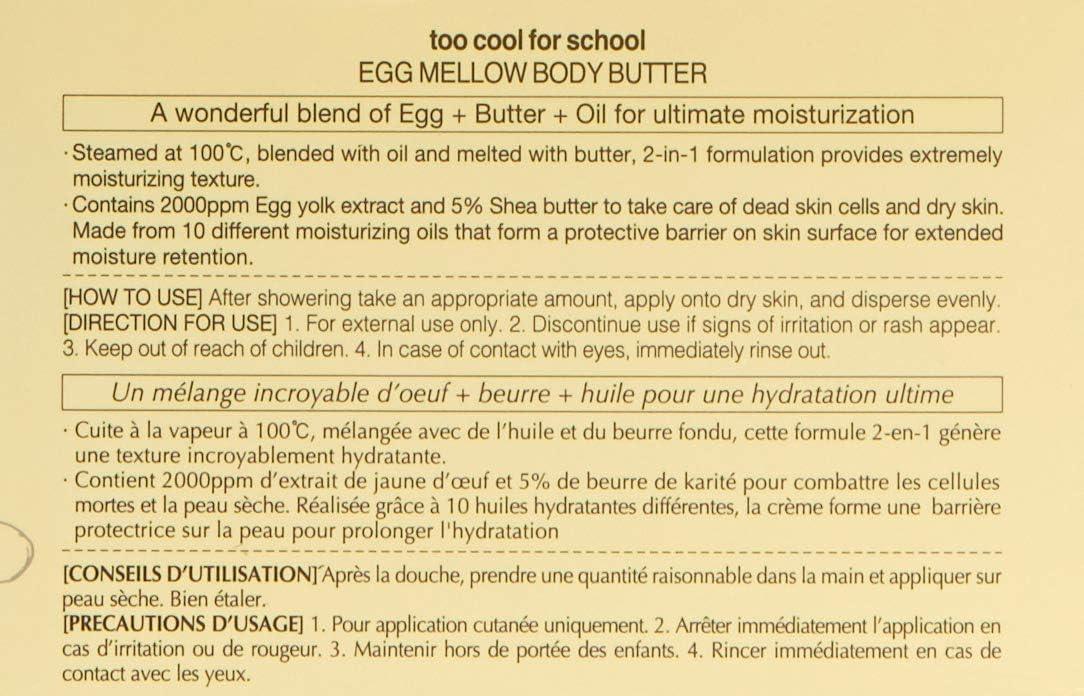 too cool for school
EGG MELLOW BODY BUTTER
A wonderful blend of Egg + Butter + Oil for ultimate moisturization
· Steamed at 100℃, blended with oil and melted with butter, 2-in-1 formulation provides extremely
moisturizing texture.
· Contains 2000ppm Egg yolk extract and 5% Shea butter to take care of dead skin cells and dry skin.
Made from 10 different moisturizing oils that form a protective barrier on skin surface for extended
moisture retention.
[HOW TO USE] After showering take an appropriate amount, apply onto dry skin, and disperse evenly.
[DIRECTION FOR USE] 1. For external use only. 2. Discontinue use if signs of irritation or rash appear.
3. Keep out of reach of children. 4. In case of contact with eyes, immediately rinse out.
Un mélange incroyable d'oeuf + beurre + huile pour une hydratation ultime
· Cuite à la vapeur à 100℃, mélangée avec de l'huile et du beurre fondu, cette formule 2-en-1 génère
une texture incroyablement hydratante.
· Contient 2000ppm d'extrait de jaune d'œuf et 5% de beurre de karité pour combattre les cellules
mortes et la peau sèche. Réalisée grâce à 10 huiles hydratantes différentes, la crème forme une barrière
protectrice sur la peau pour prolonger l'hydratation
[CONSEILS D'UTILISATION] Après la douche, prendre une quantité raisonnable dans la main et appliquer sur
peau sèche. Bien étaler.
[PRECAUTIONS D'USAGE] 1. Pour application cutanée uniquement. 2. Arrêter immédiatement l'application en
cas d'irritation ou de rougeur. 3. Maintenir hors de portée des enfants. 4. Rincer immédiatement en cas de
contact avec les yeux.